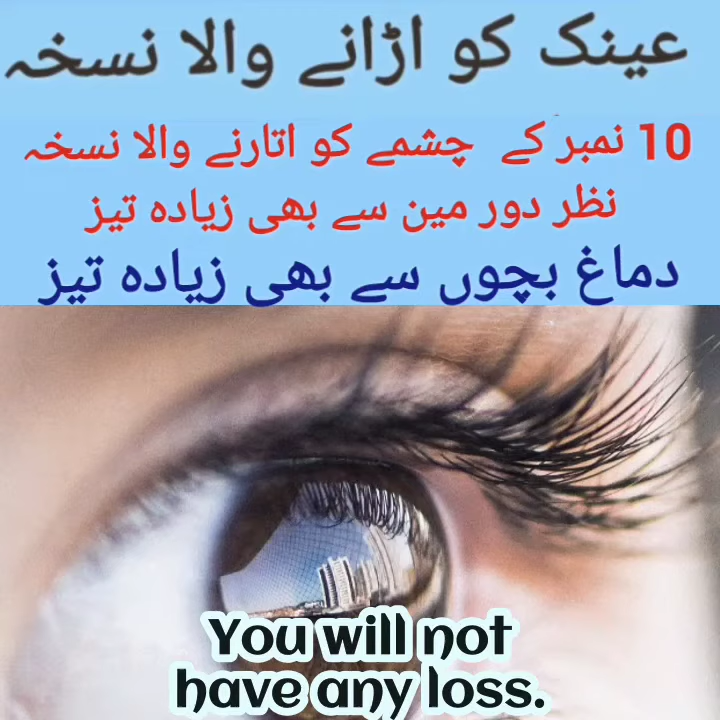 عینک کو اڑانے والا نسخہ
10 نمبر کے چشمے کو اتارنے والا نسخہ
نظر دور مین سے بھی زیادہ تیز
دماغ بچوں سے بھی زیادہ تیز
You will not
have any loss.